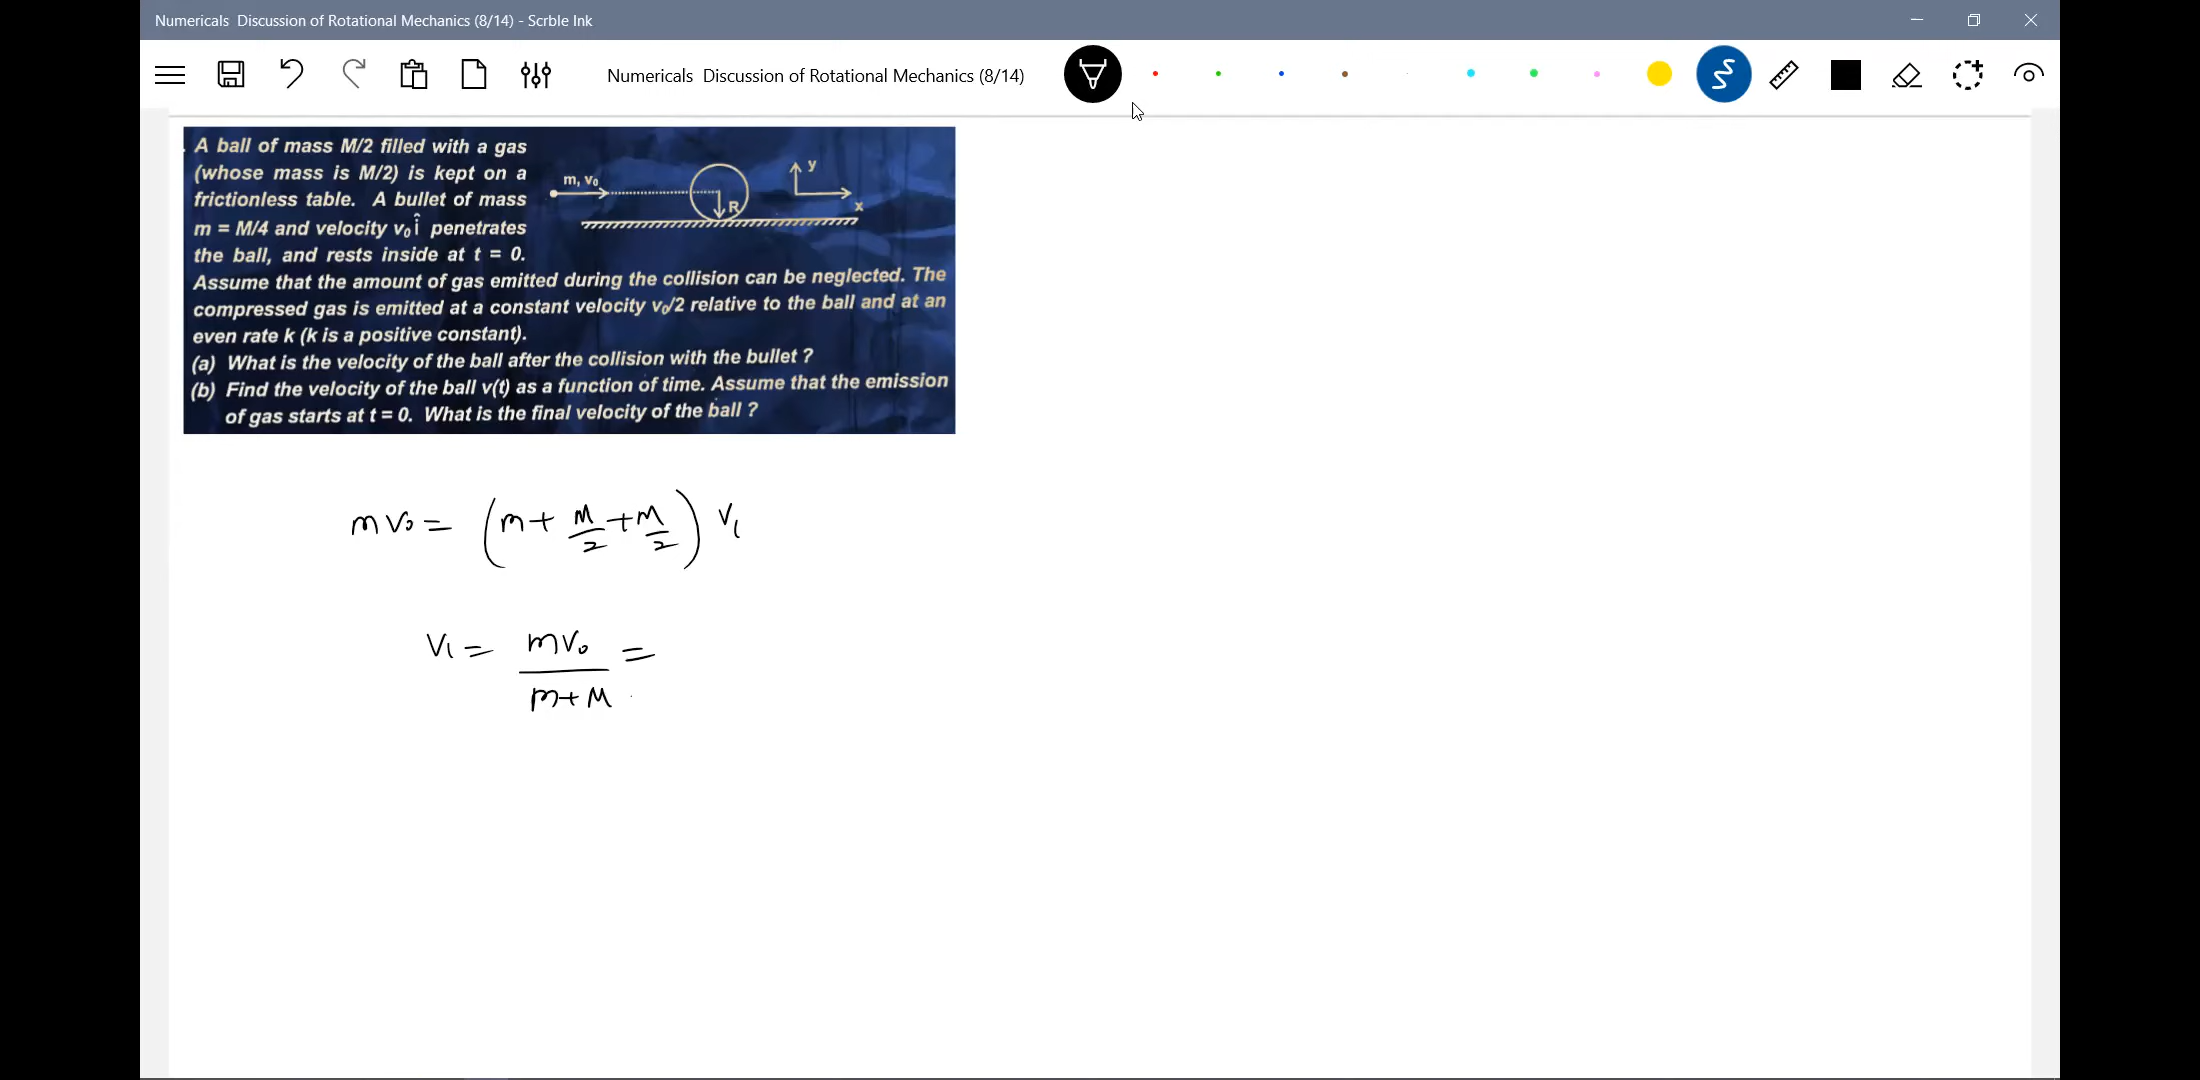 Numericals Discussion of Rotational Mechanics (8/14) - Scrble Ink
Numericals Discussion of Rotational Mechanics (8/14)
A ball of mass M/2 filled with a gas
(whose mass is M/2) is kept on a
frictionless table. A bullet of mass
m = M/4 and velocity v₀î penetrates
the ball, and rests inside at t = 0.
m, v₀
R
y
x
Assume that the amount of gas emitted during the collision can be neglected. The
compressed gas is emitted at a constant velocity v₀/2 relative to the ball and at an
even rate k (k is a positive constant).
(a) What is the velocity of the ball after the collision with the bullet ?
(b) Find the velocity of the ball v(t) as a function of time. Assume that the emission
of gas starts at t = 0. What is the final velocity of the ball ?
mv₀ = (m + M/2 + M/2) v₁
v₁ = mv₀/(m+M) =